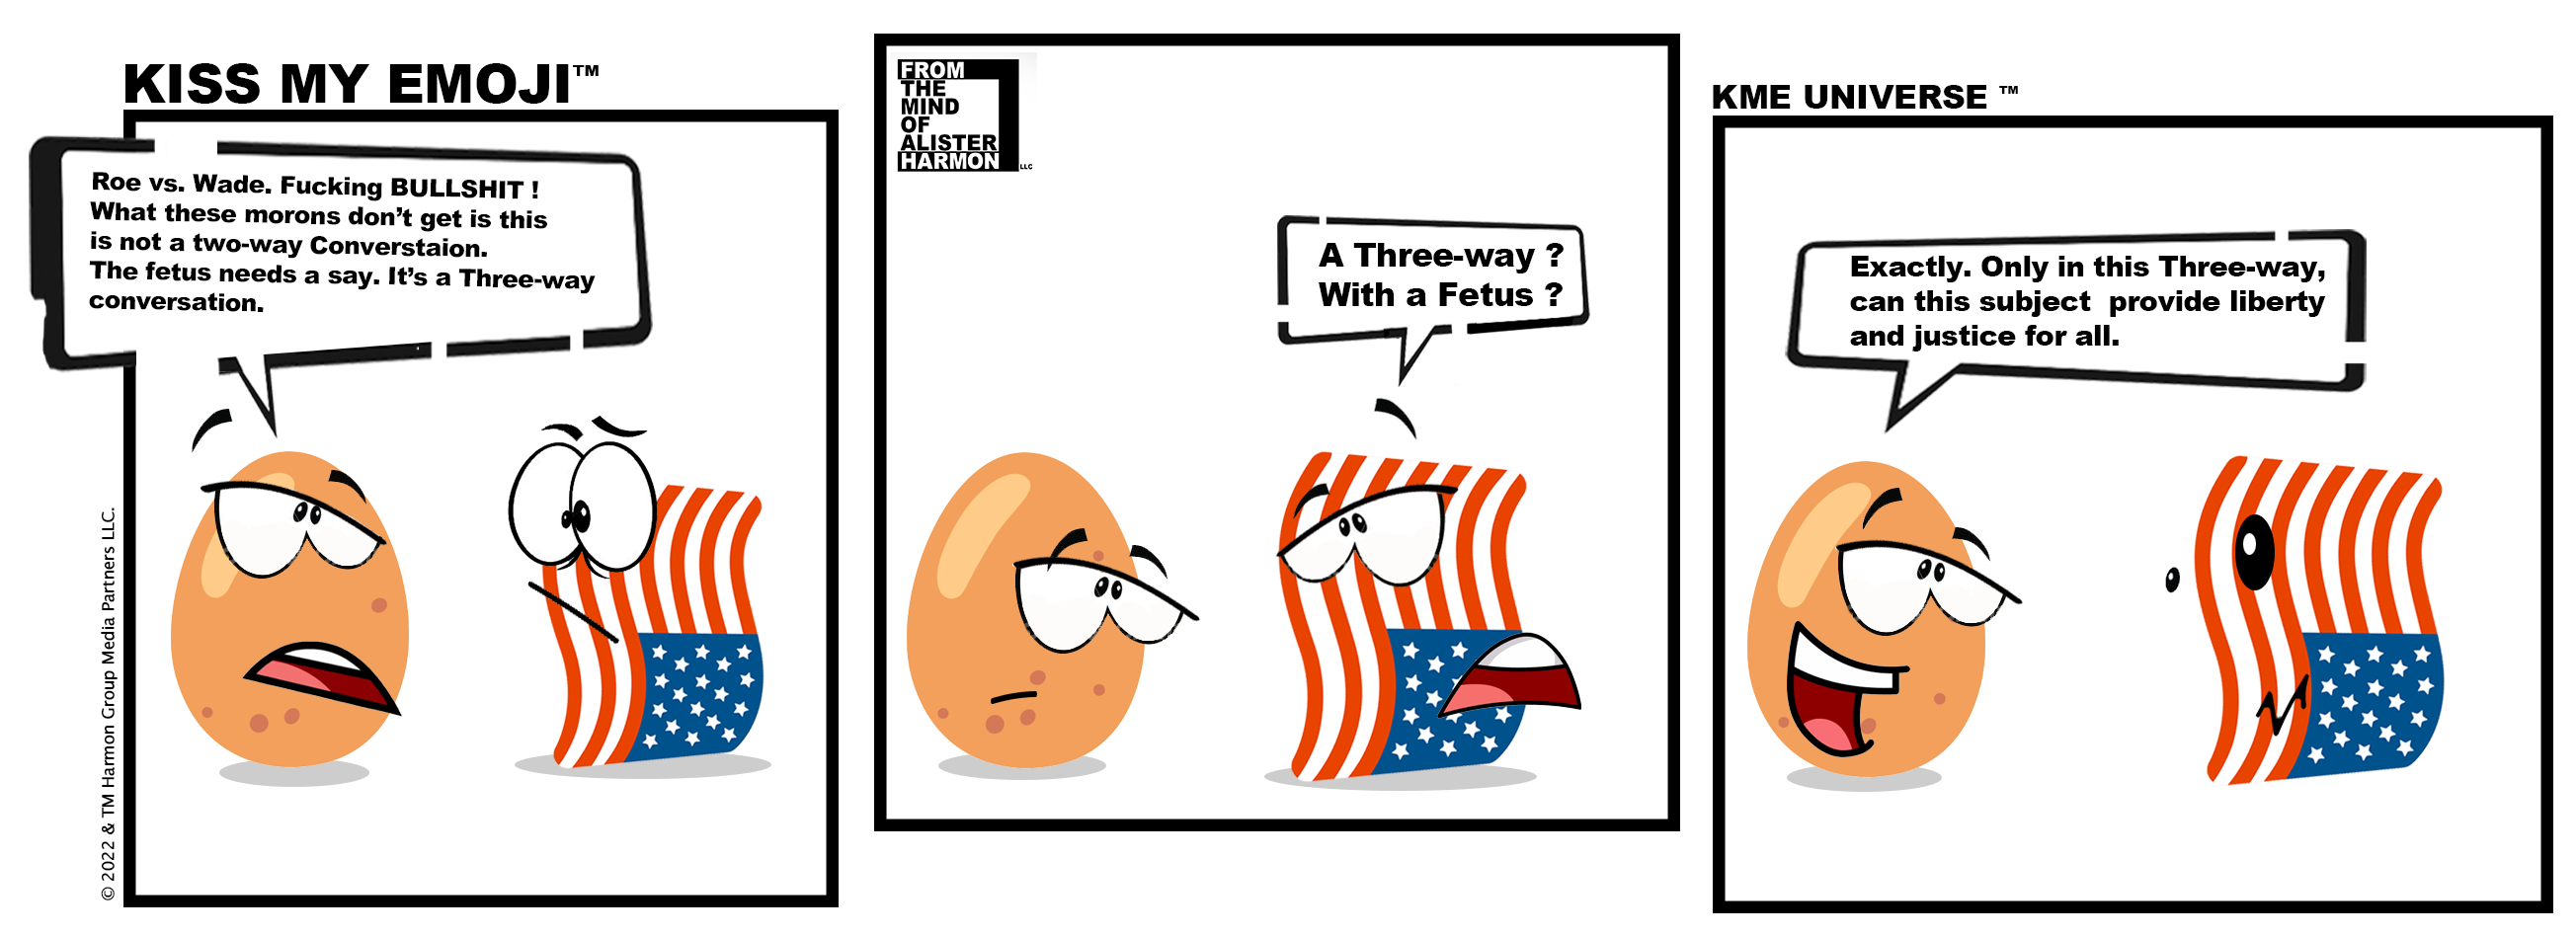 KISS MY EMOJI™
Roe vs. Wade. Fucking BULLSHIT !
What these morons don't get is this
is not a two-way Converstaion.
The fetus needs a say. It's a Three-way
conversation.
© 2022 & TM Harmon Group Media Partners LLC.
FROM
THE
MIND
OF
ALISTER
HARMON
LLC
A Three-way ?
With a Fetus ?
KME UNIVERSE ™
Exactly. Only in this Three-way,
can this subject provide liberty
and justice for all.